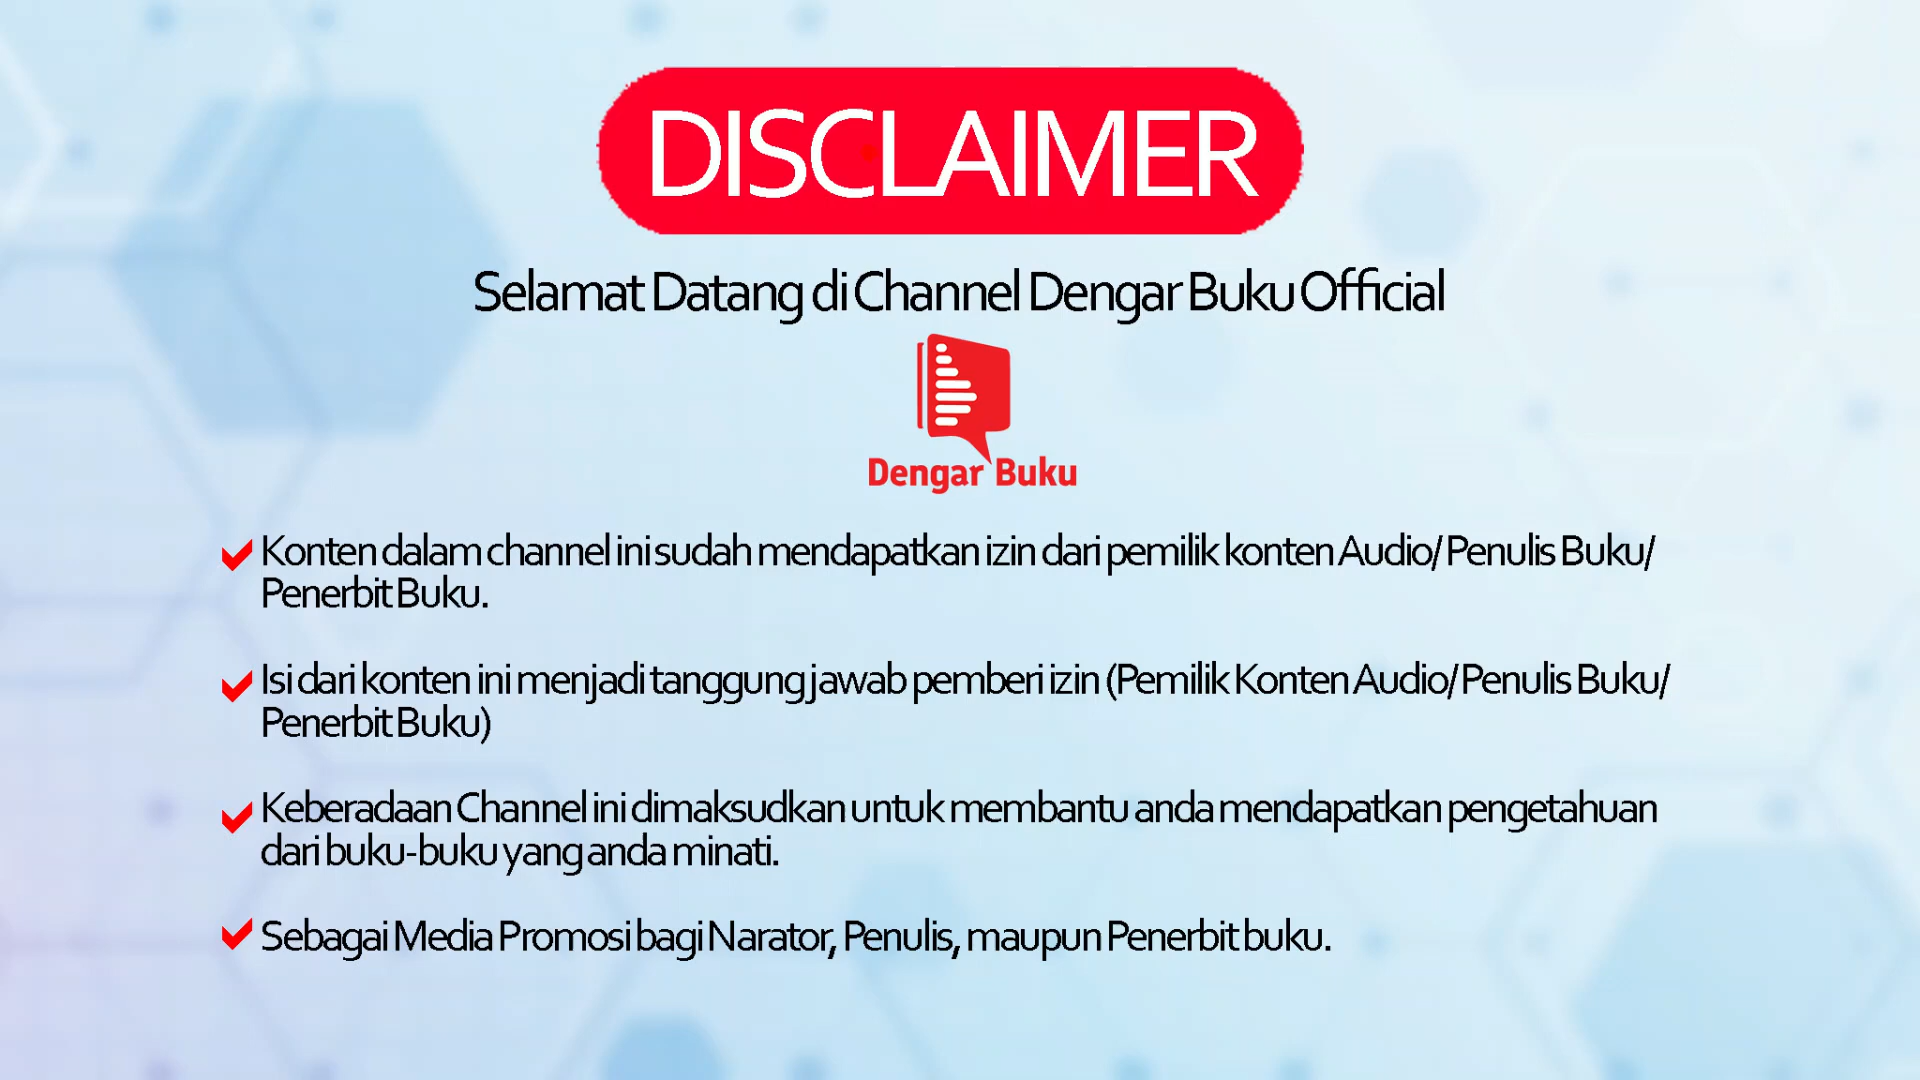 DISCLAIMER
Selamat Datang di Channel Dengar Buku Official
Dengar Buku
Konten dalam channel ini sudah mendapatkan izin dari pemilik konten Audio/ Penulis Buku/
Penerbit Buku.
Isi dari konten ini menjadi tanggung jawab pemberi izin (Pemilik Konten Audio/ Penulis Buku/
Penerbit Buku)
Keberadaan Channel ini dimaksudkan untuk membantu anda mendapatkan pengetahuan
dari buku-buku yang anda minati.
Sebagai Media Promosi bagi Narator, Penulis, maupun Penerbit buku.